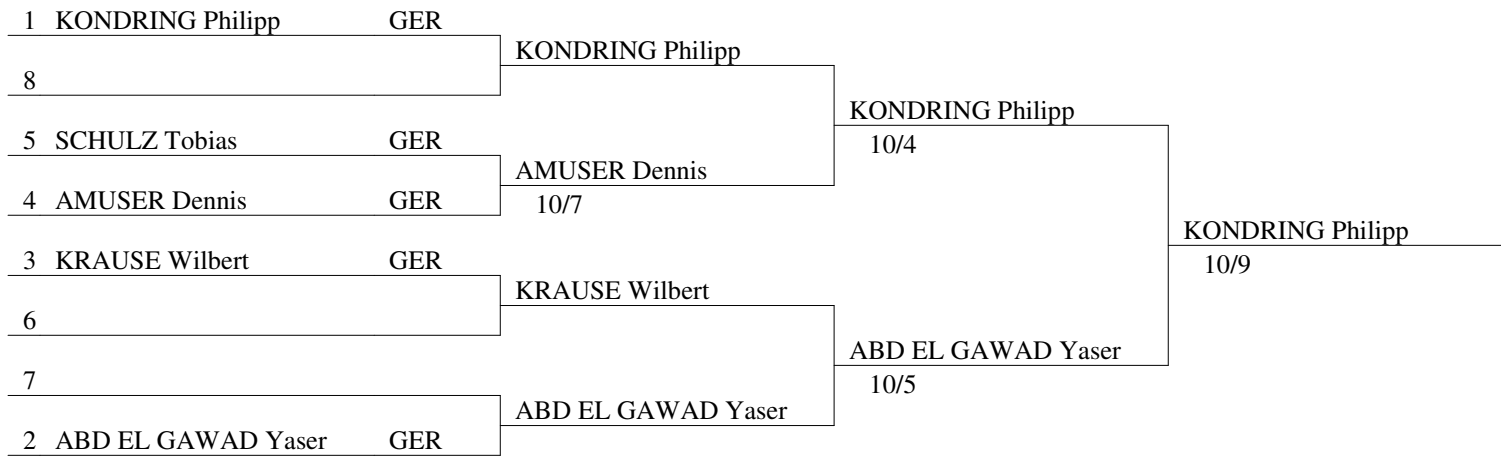 1 KONDRING Philipp GER
8
5 SCHULZ Tobias GER
4 AMUSER Dennis GER
3 KRAUSE Wilbert GER
6
7
2 ABD EL GAWAD Yaser GER
KONDRING Philipp
AMUSER Dennis
10/7
KRAUSE Wilbert
ABD EL GAWAD Yaser
KONDRING Philipp
10/4
ABD EL GAWAD Yaser
10/5
KONDRING Philipp
10/9